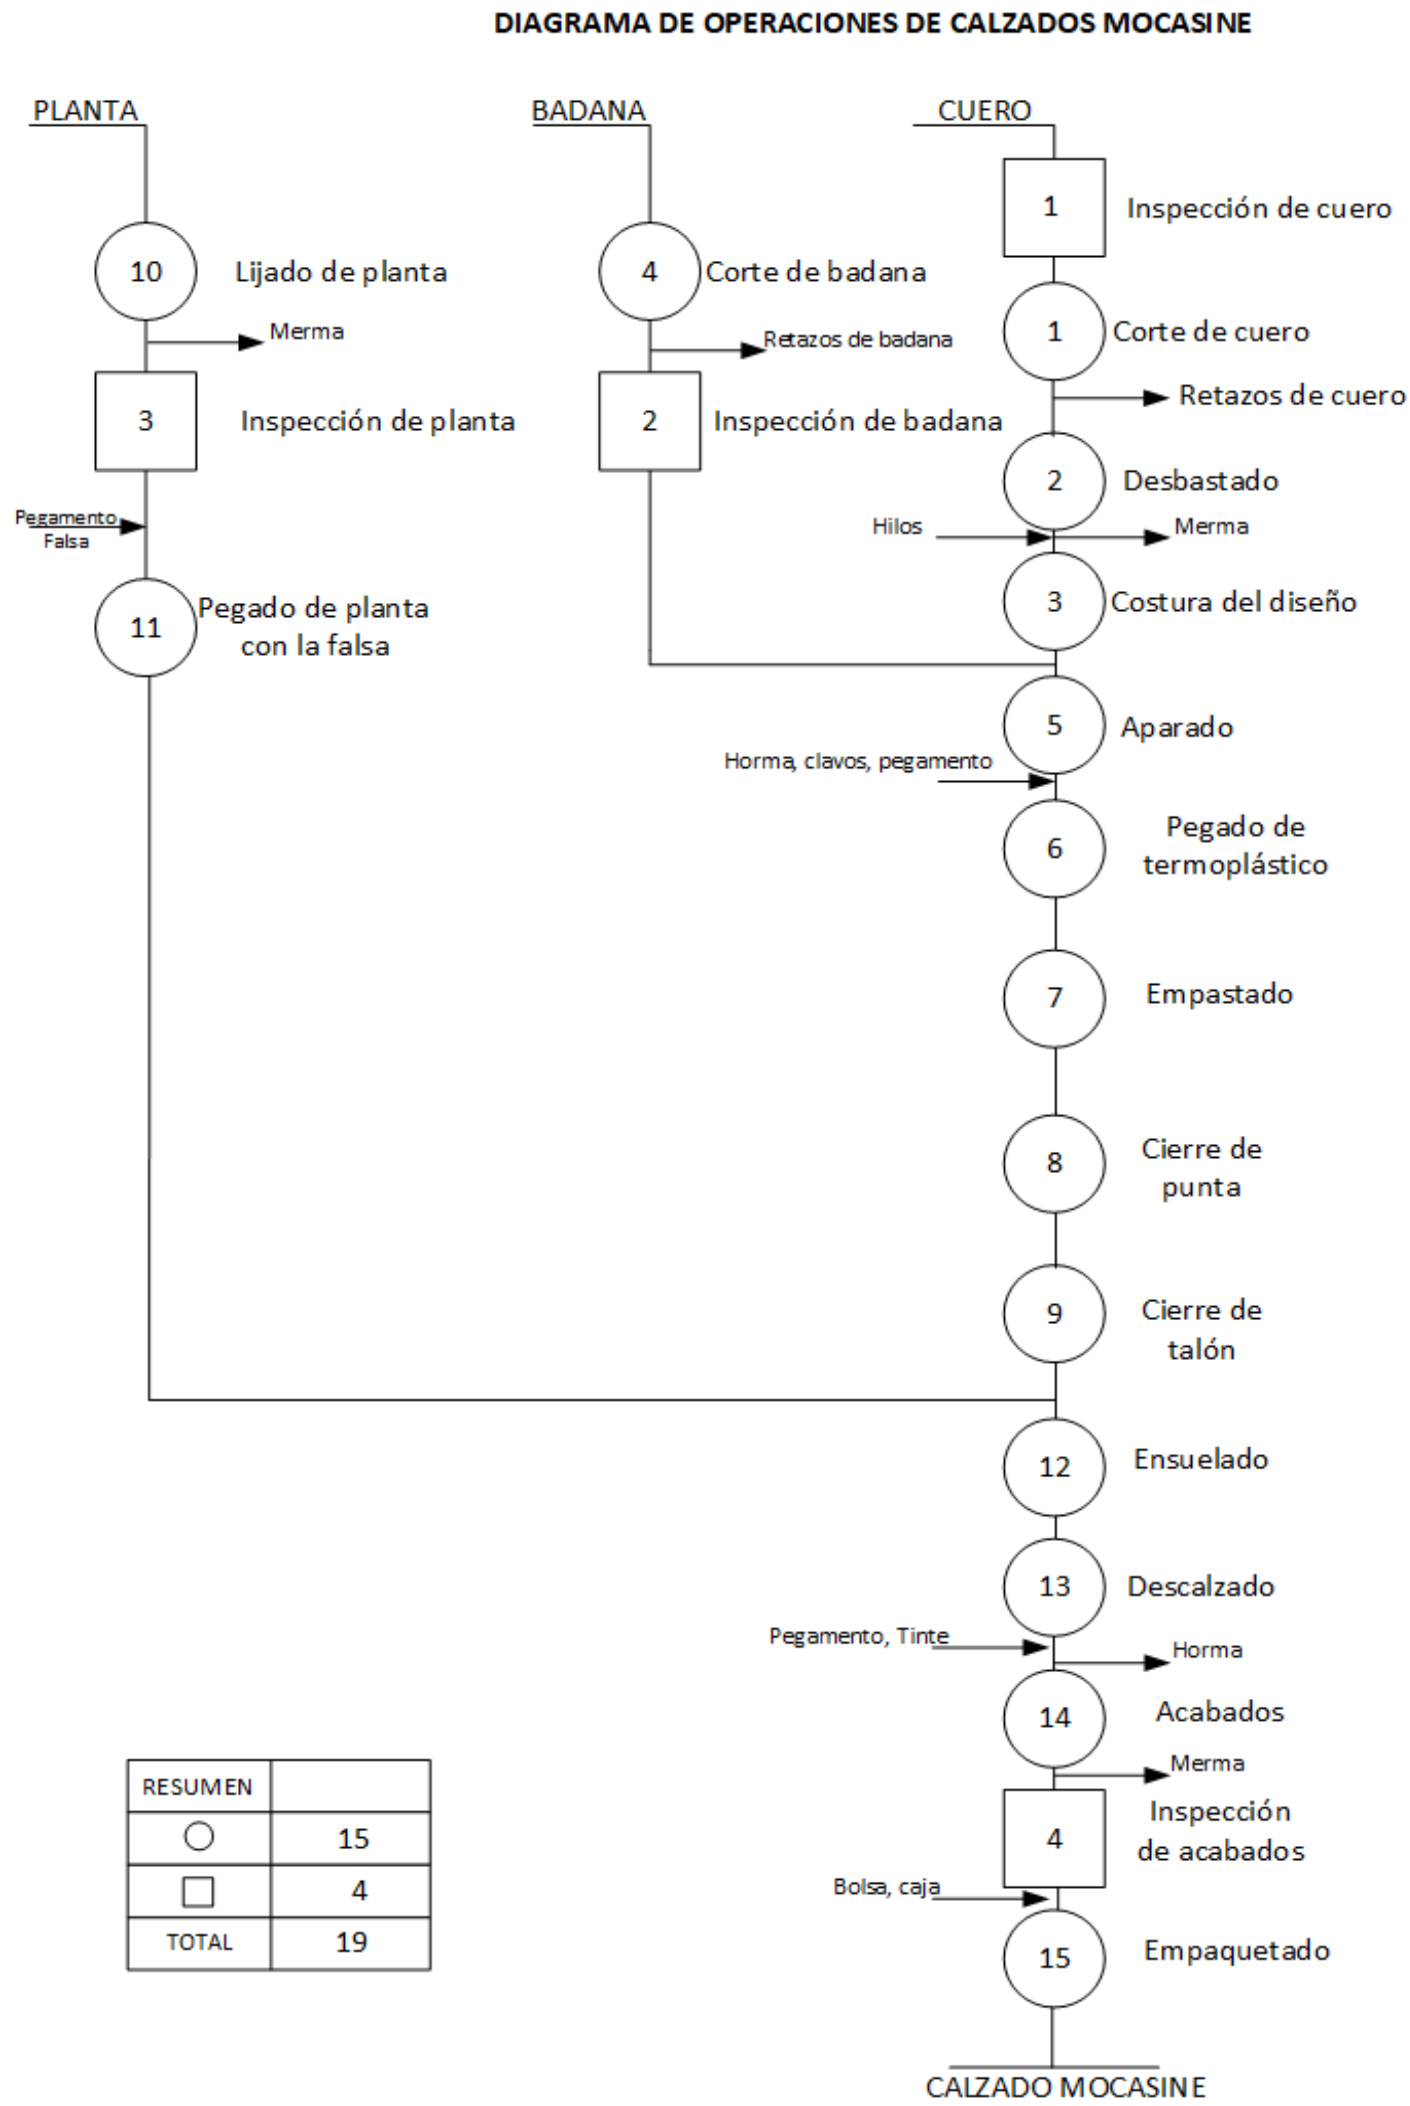 DIAGRAMA DE OPERACIONES DE CALZADOS MOCASINE
PLANTA
BADANA
CUERO
1
Inspección de cuero
10
Lijado de planta
4
Corte de badana
1
Corte de cuero
Merma
Retazos de badana
Retazos de cuero
3
Inspección de planta
2
Inspección de badana
2
Desbastado
Pegamento
Falsa
Hilos
Merma
11
Pegado de planta
con la falsa
3
Costura del diseño
5
Aparado
Horma, clavos, pegamento
6
Pegado de
termoplástico
7
Empastado
8
Cierre de
punta
9
Cierre de
talón
12
Ensuelado
13
Descalzado
Pegamento, Tinte
Horma
14
Acabados
Merma
4
Inspección
de acabados
Bolsa, caja
15
Empaquetado
CALZADO MOCASINE
RESUMEN
15
4
TOTAL 19